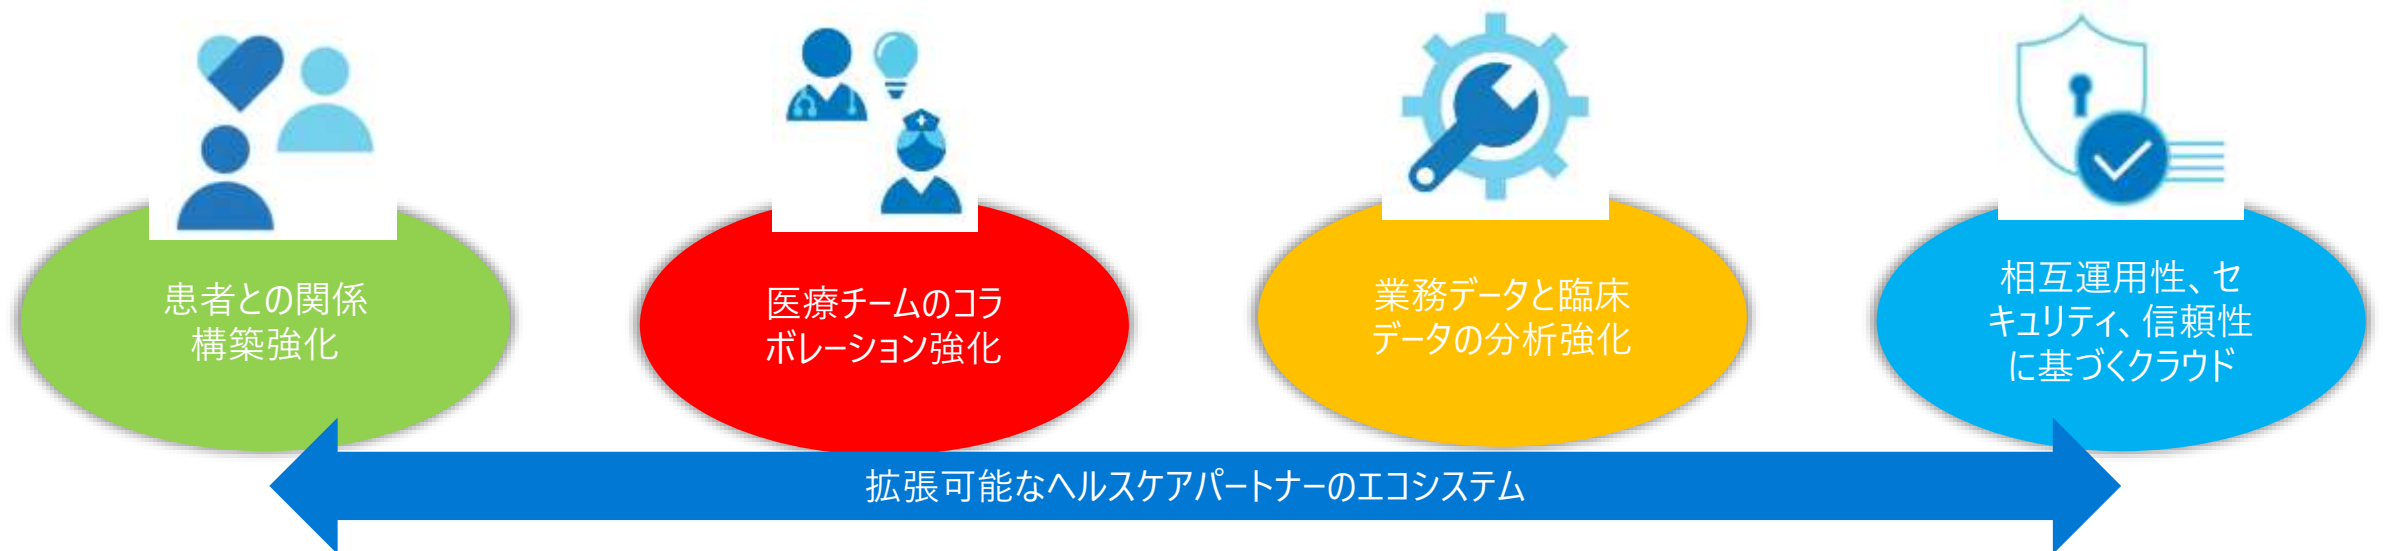 患者との関係
構築強化
医療チームのコラ
ボレーション強化
業務データと臨床
データの分析強化
相互運用性、セ
キュリティ、信頼性
に基づくクラウド
拡張可能なヘルスケアパートナーのエコシステム